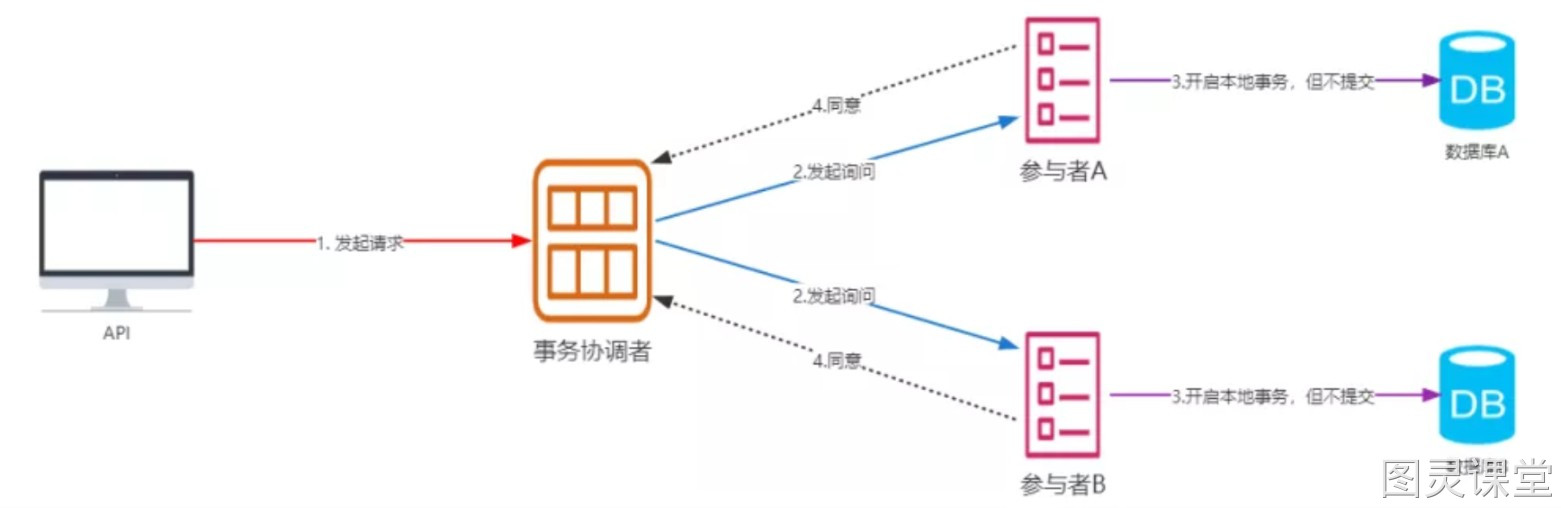 4.同意
3.开启本地事务，但不提交
DB
数据库A
2.发起询问
参与者A
1. 发起请求
API
事务协调者
2.发起询问
4.同意
3.开启本地事务，但不提交
DB
参与者B
图灵课堂